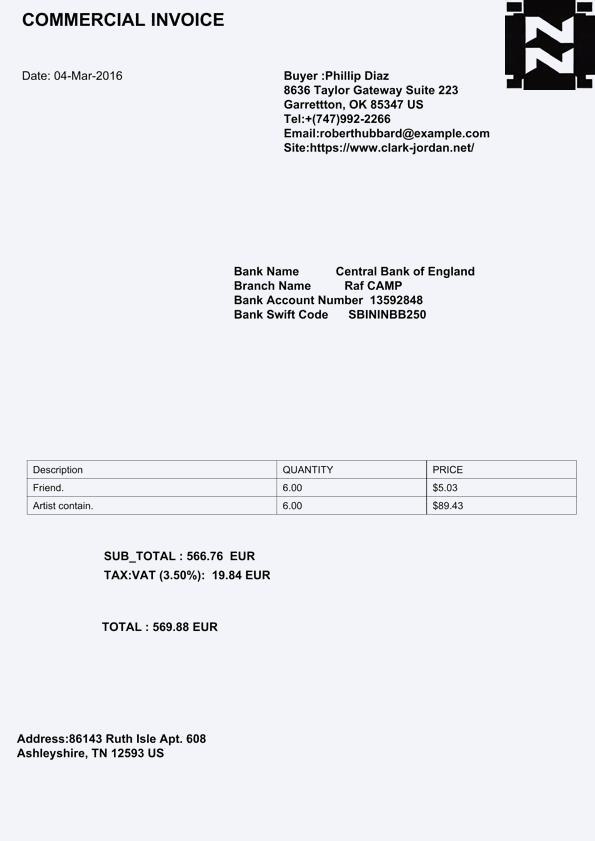 COMMERCIAL INVOICE
Date: 04-Mar-2016
Buyer :Phillip Diaz
8636 Taylor Gateway Suite 223
Garrettton, OK 85347 US
Tel:+(747)992-2266
Email:roberthubbard@example.com
Site:https://www.clark-jordan.net/
Bank Name Central Bank of England
Branch Name Raf CAMP
Bank Account Number 13592848
Bank Swift Code SBININBB250
Description QUANTITY PRICE
Friend. 6.00 $5.03
Artist contain. 6.00 $89.43
SUB_TOTAL : 566.76 EUR
TAX:VAT (3.50%): 19.84 EUR
TOTAL : 569.88 EUR
Address:86143 Ruth Isle Apt. 608
Ashleyshire, TN 12593 US